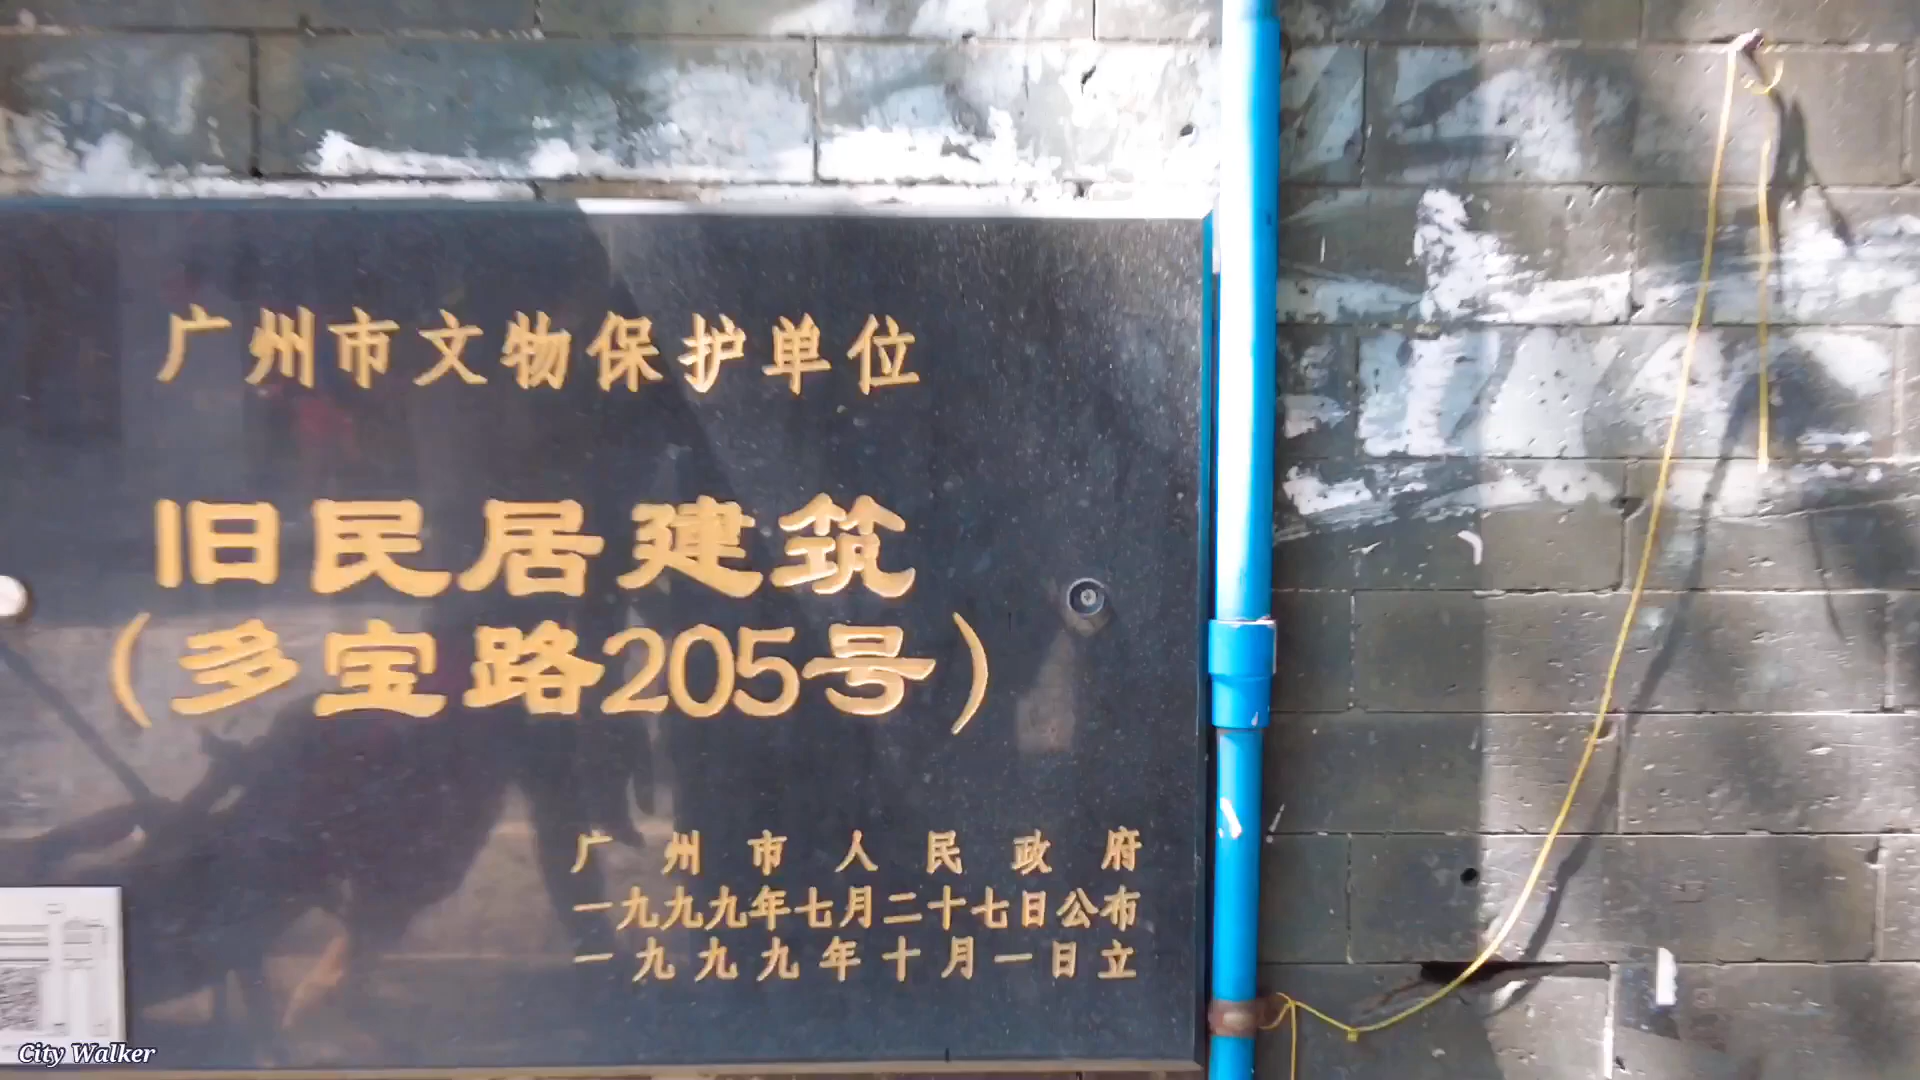 广州市文物保护单位
旧民居建筑
（多宝路205号）
广州市人民政府
一九九九年七月二十七日公布
一九九九年十月一日立
City Walker